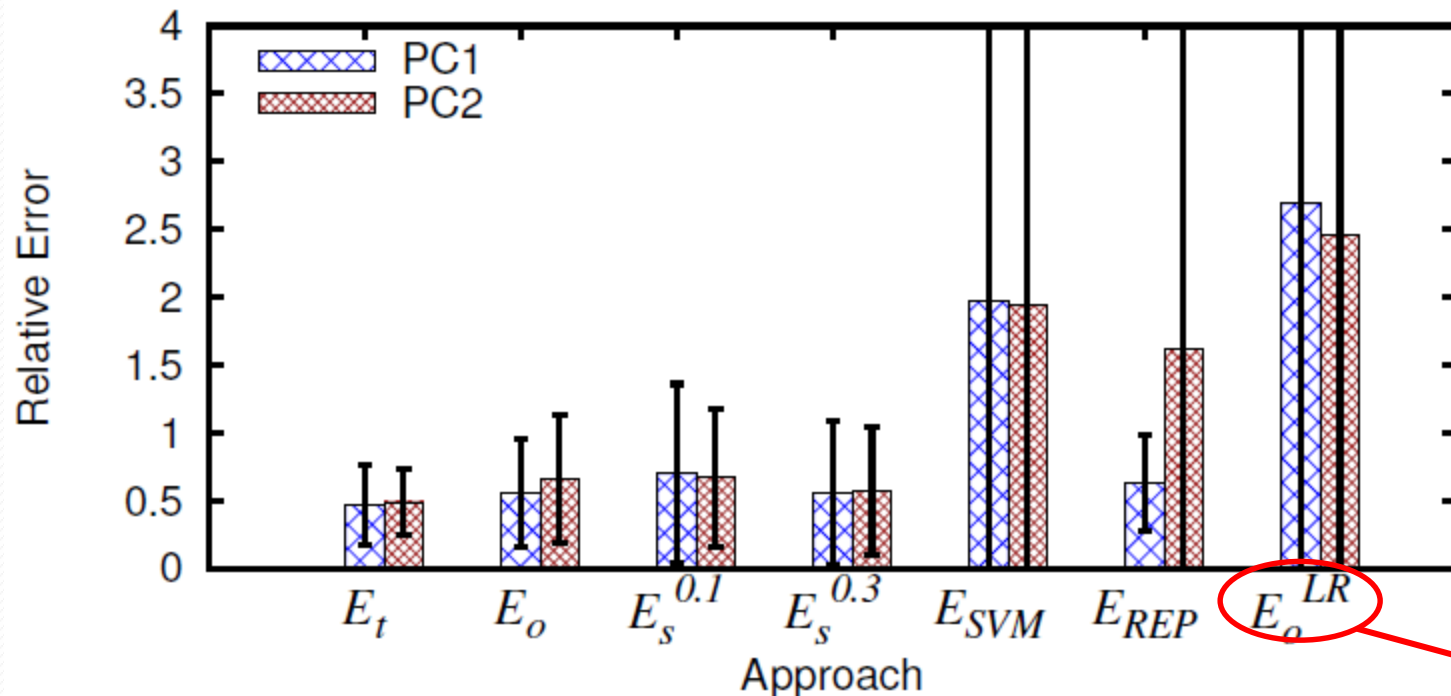 4
3.5
3
2.5
2
1.5
1
0.5
0
Relative Error
PC1
PC2
E_t E_o E_s^0.1 E_s^0.3 E_SVM E_REP E_o^LR
Approach